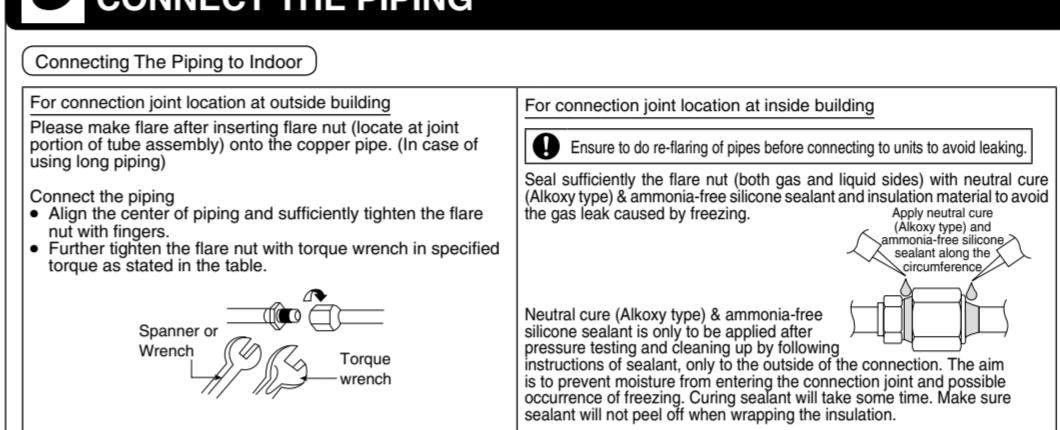 CONNECT THE PIPING
Connecting The Piping to Indoor
For connection joint location at outside building
Please make flare after inserting flare nut (locate at joint
portion of tube assembly) onto the copper pipe. (In case of
using long piping)
Connect the piping
● Align the center of piping and sufficiently tighten the flare
nut with fingers.
● Further tighten the flare nut with torque wrench in specified
torque as stated in the table.
Spanner or
Wrench
Torque
wrench
For connection joint location at inside building
Ensure to do re-flaring of pipes before connecting to units to avoid leaking.
Seal sufficiently the flare nut (both gas and liquid sides) with neutral cure
(Alkoxy type) & ammonia-free silicone sealant and insulation material to avoid
the gas leak caused by freezing.
Apply neutral cure
(Alkoxy type) and
ammonia-free silicone
sealant along the
circumference
Neutral cure (Alkoxy type) & ammonia-free
silicone sealant is only to be applied after
pressure testing and cleaning up by following
instructions of sealant, only to the outside of the connection. The aim
is to prevent moisture from entering the connection joint and possible
occurrence of freezing. Curing sealant will take some time. Make sure
sealant will not peel off when wrapping the insulation.